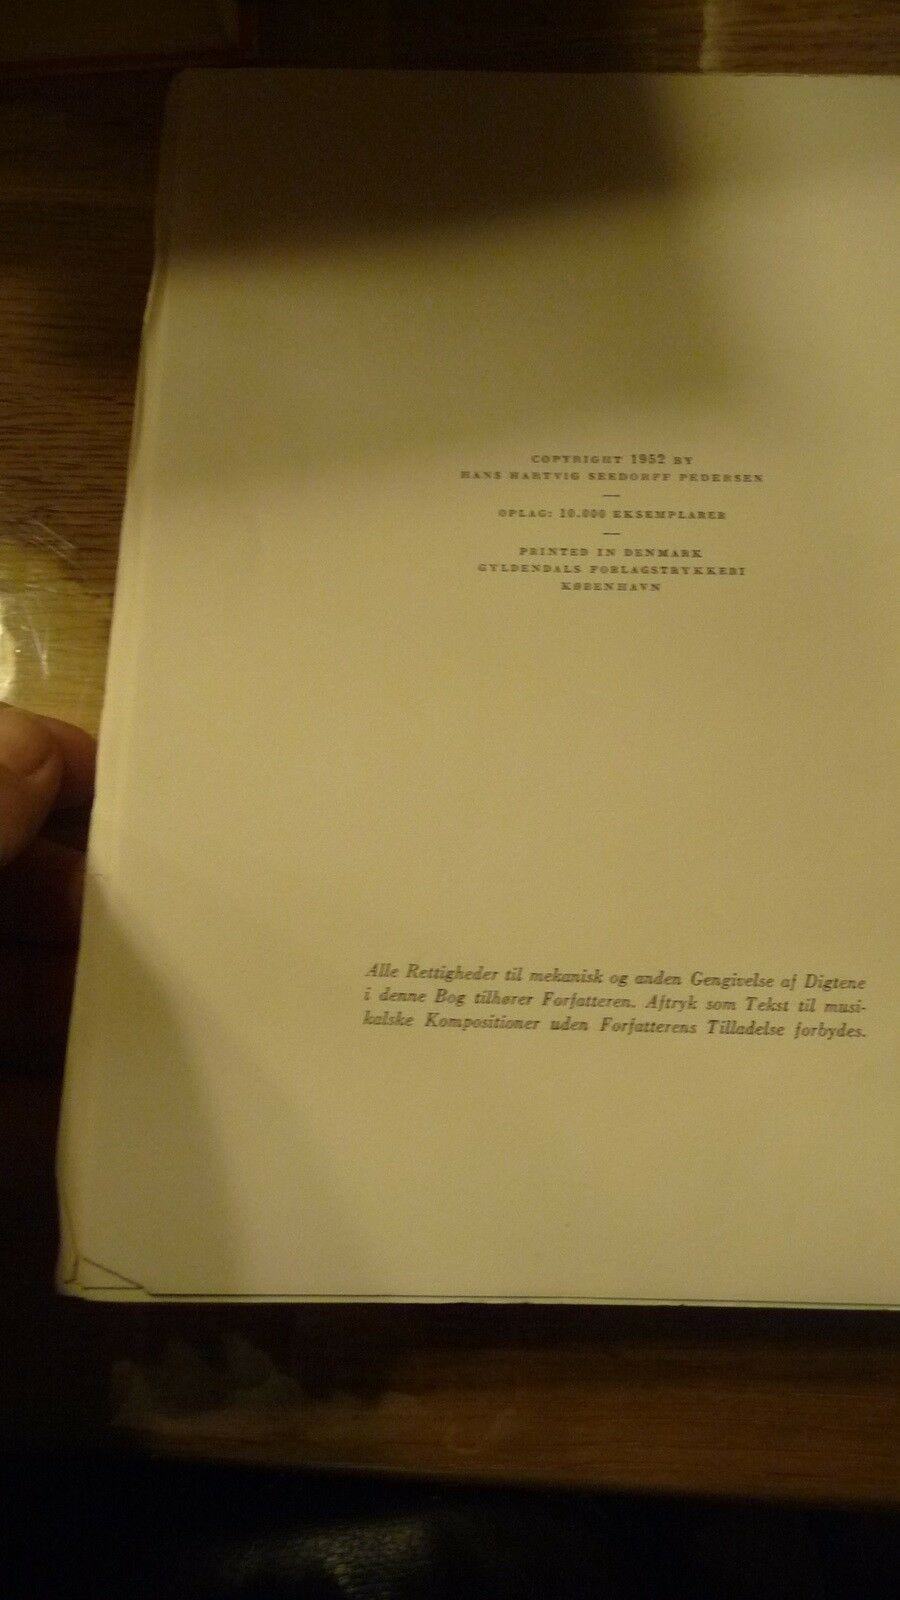 COPYRIGHT 1952 BY
HANS HARTVIG SEEDORFF PEDERSEN
—
OPLAG: 10.000 EKSEMPLARER
—
PRINTED IN DENMARK
GYLDENDALS FORLAGSTRYKKERI
KØBENHAVN
Alle Rettigheder til mekanisk og anden Gengivelse af Digtene
i denne Bog tilhører Forfatteren. Aftryk som Tekst til musi-
kalske Kompositioner uden Forfatterens Tilladelse forbydes.